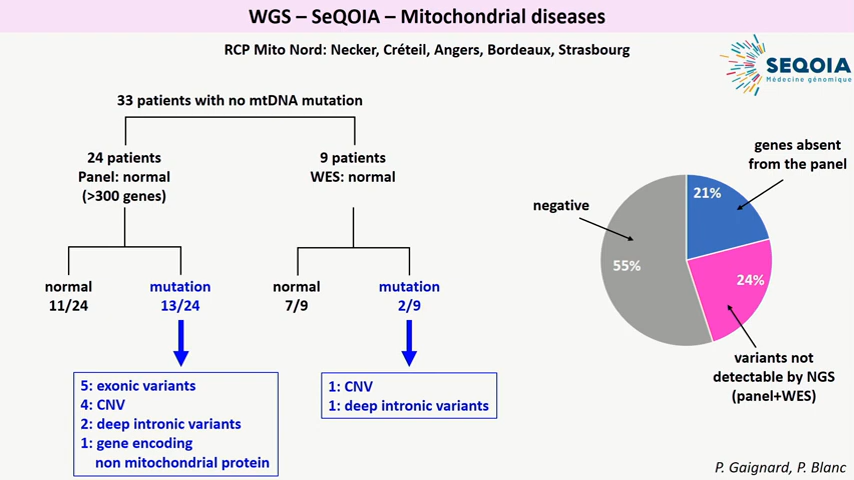 WGS – SeQOIA – Mitochondrial diseases
RCP Mito Nord: Necker, Créteil, Angers, Bordeaux, Strasbourg
SEQOIA
Médecine génomique
33 patients with no mtDNA mutation
24 patients
Panel: normal
(>300 genes)
9 patients
WES: normal
normal
11/24
mutation
13/24
normal
7/9
mutation
2/9
5: exonic variants
4: CNV
2: deep intronic variants
1: gene encoding
non mitochondrial protein
1: CNV
1: deep intronic variants
genes absent
from the panel
negative
21%
55%
24%
variants not
detectable by NGS
(panel+WES)
P. Gaignard, P. Blanc